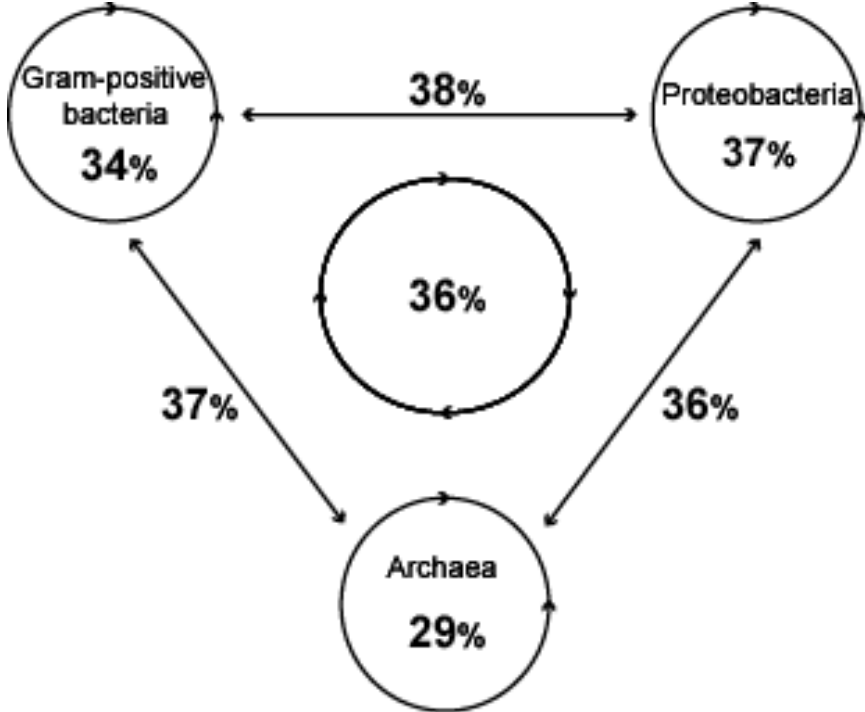 Gram-positive
bacteria
34%
38%
Proteobacteria
37%
36%
37%
36%
Archaea
29%